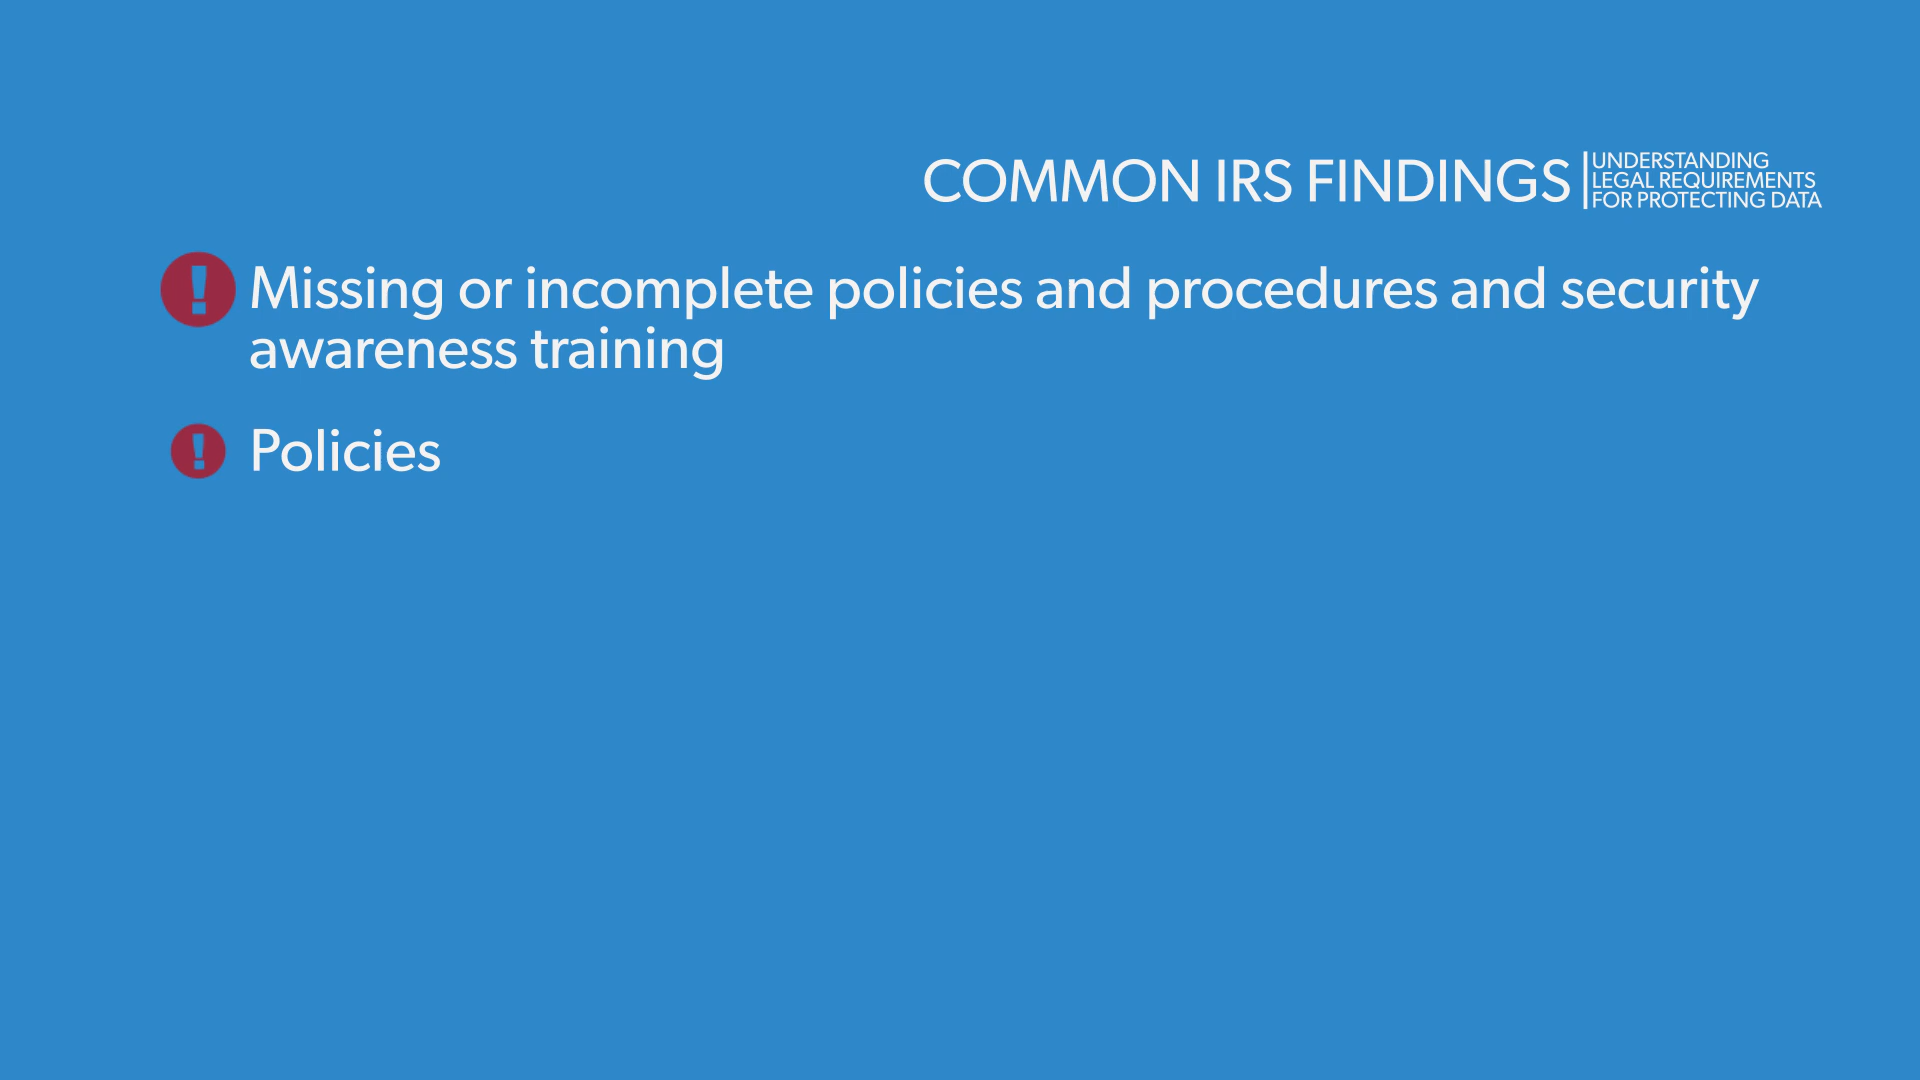 COMMON IRS FINDINGS
UNDERSTANDING
LEGAL REQUIREMENTS
FOR PROTECTING DATA
Missing or incomplete policies and procedures and security
awareness training
Policies